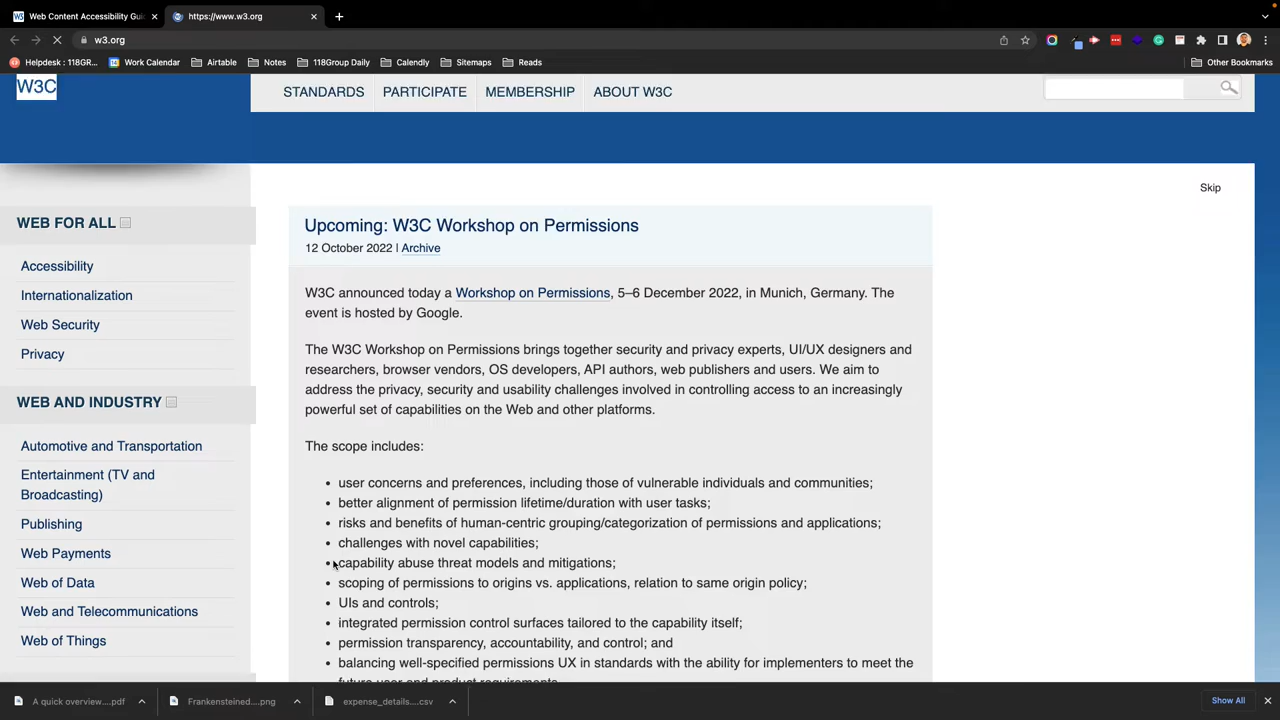 Web Content Accessibility Gui
https://www.w3.org
w3.org
Helpdesk : 118GR...
Work Calendar
Airtable
Notes
118Group Daily
Calendly
Sitemaps
Reads
Other Bookmarks
W3C
STANDARDS
PARTICIPATE
MEMBERSHIP
ABOUT W3C
Skip
WEB FOR ALL
Accessibility
Internationalization
Web Security
Privacy
WEB AND INDUSTRY
Automotive and Transportation
Entertainment (TV and
Broadcasting)
Publishing
Web Payments
Web of Data
Web and Telecommunications
Web of Things
Upcoming: W3C Workshop on Permissions
12 October 2022 | Archive
W3C announced today a Workshop on Permissions, 5–6 December 2022, in Munich, Germany. The
event is hosted by Google.
The W3C Workshop on Permissions brings together security and privacy experts, UI/UX designers and
researchers, browser vendors, OS developers, API authors, web publishers and users. We aim to
address the privacy, security and usability challenges involved in controlling access to an increasingly
powerful set of capabilities on the Web and other platforms.
The scope includes:
• user concerns and preferences, including those of vulnerable individuals and communities;
• better alignment of permission lifetime/duration with user tasks;
• risks and benefits of human-centric grouping/categorization of permissions and applications;
• challenges with novel capabilities;
• capability abuse threat models and mitigations;
• scoping of permissions to origins vs. applications, relation to same origin policy;
• UIs and controls;
• integrated permission control surfaces tailored to the capability itself;
• permission transparency, accountability, and control; and
• balancing well-specified permissions UX in standards with the ability for implementers to meet the
future user and product requirements
A quick overview....pdf
Frankensteined....png
expense_details....csv
Show All